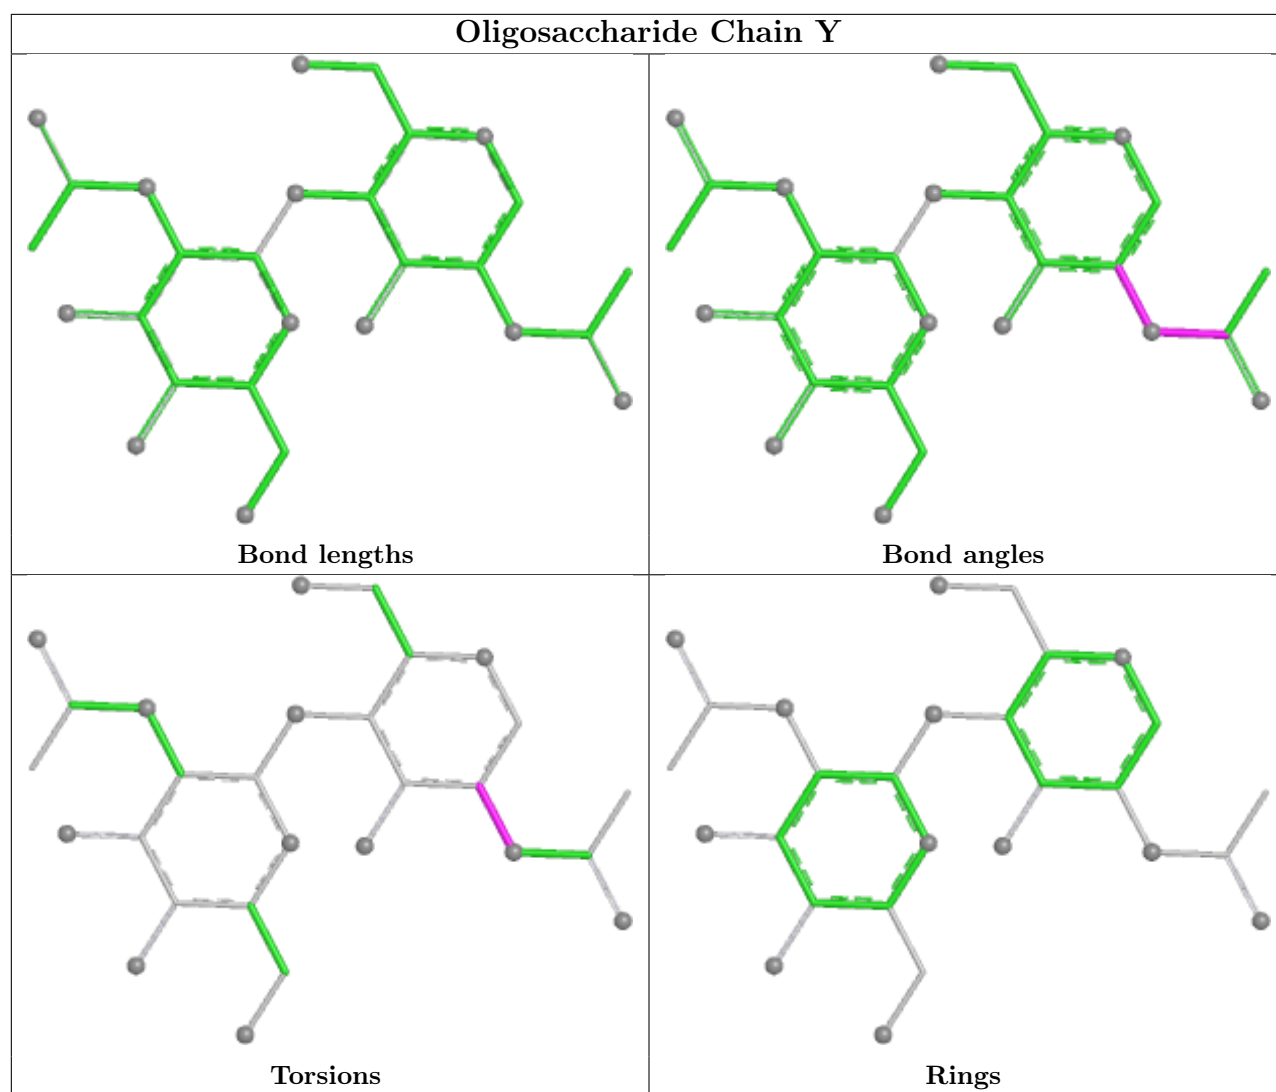 Oligosaccharide Chain Y
Bond lengths
Bond angles
Torsions
Rings